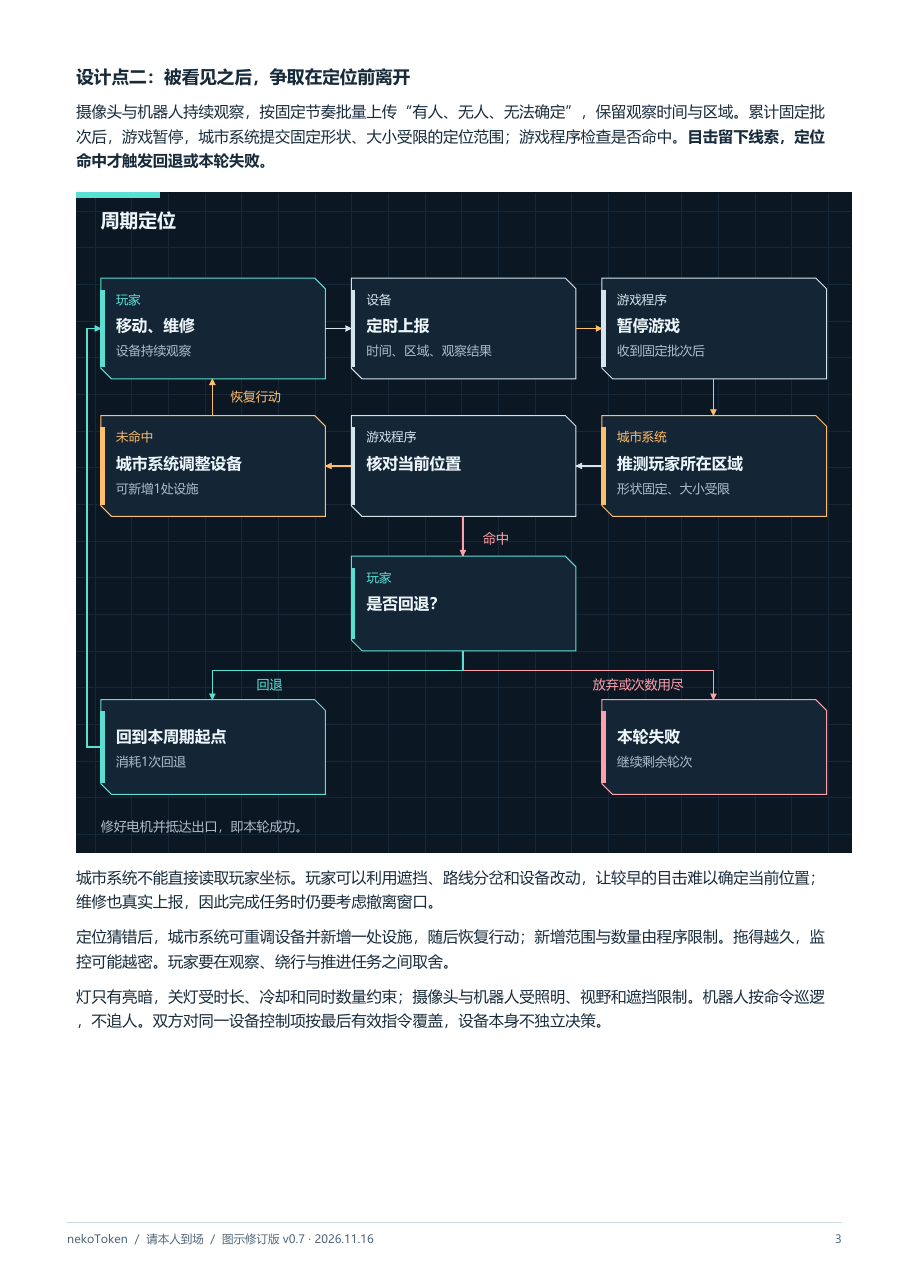 设计点二：被看见之后，争取在定位前离开
摄像头与机器人持续观察，按固定节奏批量上传“有人、无人、无法确定”，保留观察时间与区域。累计固定批
次后，游戏暂停，城市系统提交固定形状、大小受限的定位范围；游戏程序检查是否命中。目击留下线索，定位
命中才触发回退或本轮失败。
周期定位
玩家
移动、维修
设备持续观察
设备
定时上报
时间、区域、观察结果
游戏程序
暂停游戏
收到固定批次后
恢复行动
未命中
城市系统调整设备
可新增1处设施
游戏程序
核对当前位置
城市系统
推测玩家所在区域
形状固定、大小受限
命中
玩家
是否回退？
回退
放弃或次数用尽
回到本周期起点
消耗1次回退
本轮失败
继续剩余轮次
修好电机并抵达出口，即本轮成功。
城市系统不能直接读取玩家坐标。玩家可以利用遮挡、路线分岔和设备改动，让较早的目击难以确定当前位置；
维修也真实上报，因此完成任务时仍要考虑撤离窗口。
定位猜错后，城市系统可重调设备并新增一处设施，随后恢复行动；新增范围与数量由程序限制。拖得越久，监
控可能越密。玩家要在观察、绕行与推进任务之间取舍。
灯只有亮暗，关灯受时长、冷却和同时数量约束；摄像头与机器人受照明、视野和遮挡限制。机器人按命令巡逻
，不追人。双方对同一设备控制项按最后有效指令覆盖，设备本身不独立决策。
nekoToken / 请本人到场 / 图示修订版 v0.7 · 2026.11.16
3